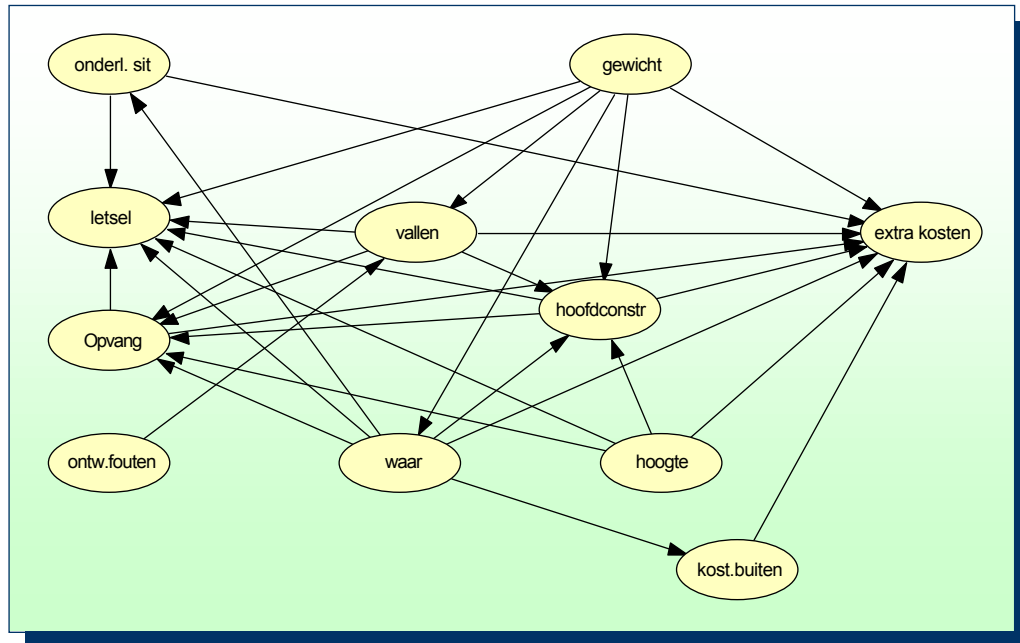 onderl. sit
gewicht
letsel
vallen
extra kosten
hoofdconstr
Opvang
ontw.fouten
waar
hoogte
kost.buiten